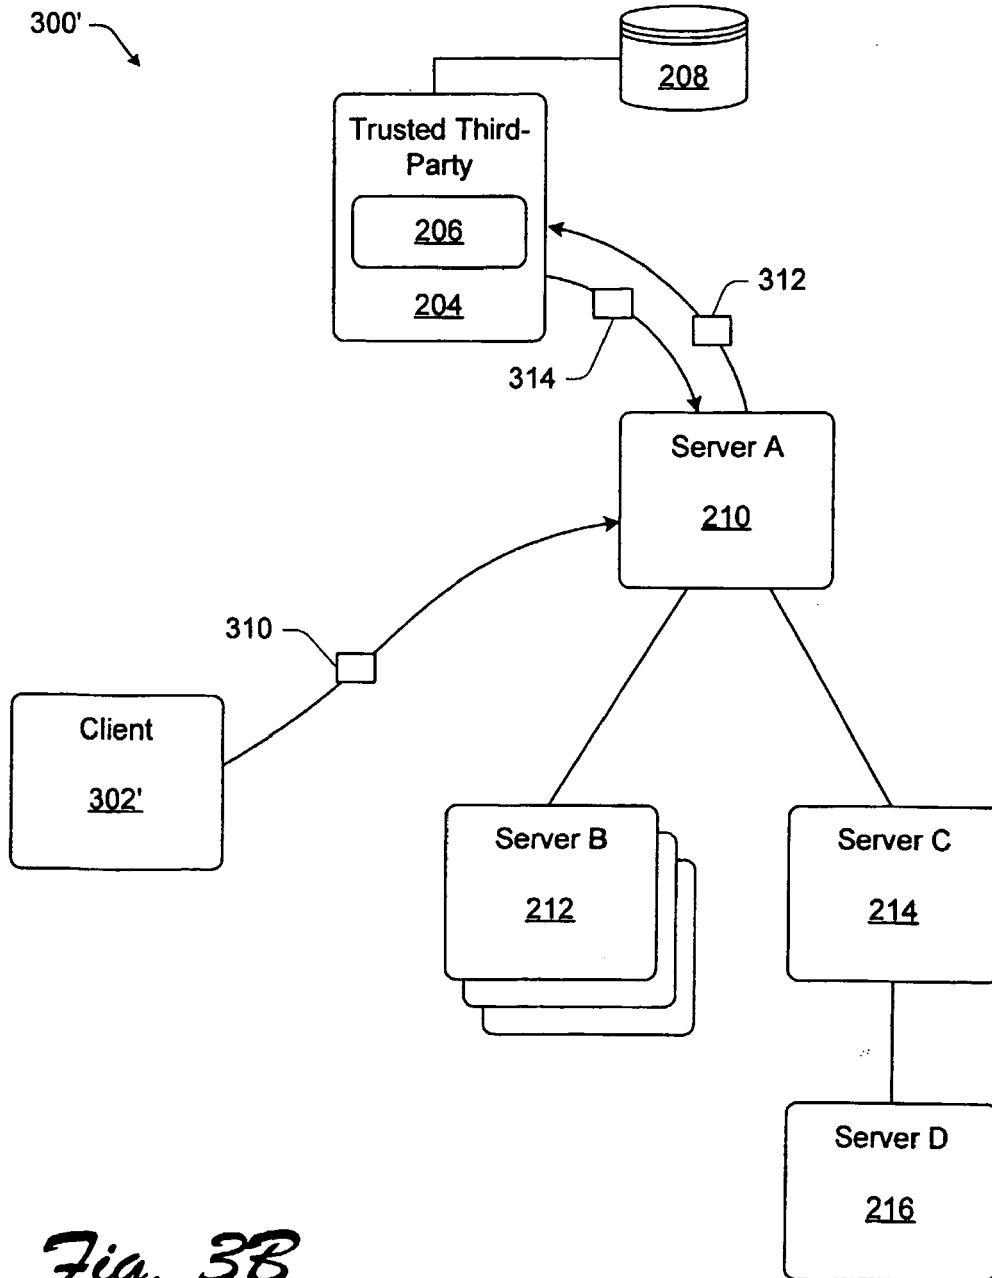 300'
208
Trusted Third-
Party
206
204
312
314
Server A
210
310
Client
302'
Server B
212
Server C
214
Server D
216
Fig. 3B